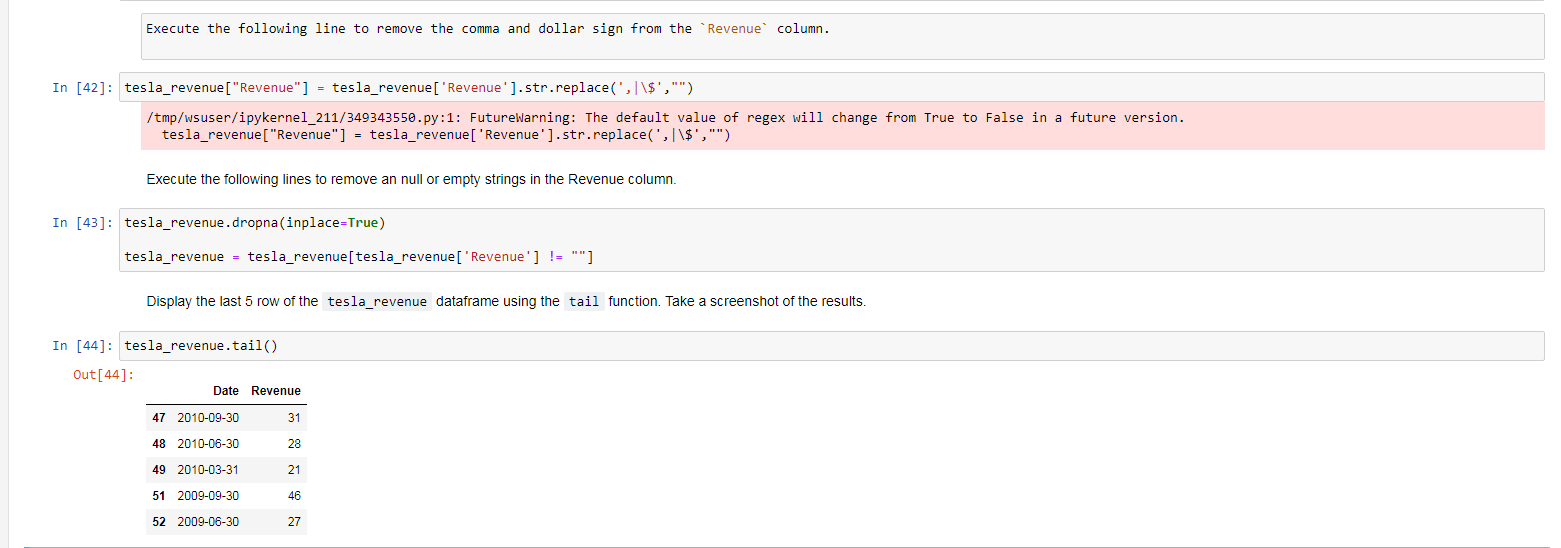 Execute the following line to remove the comma and dollar sign from the `Revenue` column.
In [42]: tesla_revenue["Revenue"] = tesla_revenue['Revenue'].str.replace(',|\$',"")
/tmp/wsuser/ipykernel_211/349343550.py:1: FutureWarning: The default value of regex will change from True to False in a future version.
tesla_revenue["Revenue"] = tesla_revenue['Revenue'].str.replace(',|\$',"")
Execute the following lines to remove an null or empty strings in the Revenue column.
In [43]: tesla_revenue.dropna(inplace=True)
tesla_revenue = tesla_revenue[tesla_revenue['Revenue'] != ""]
Display the last 5 row of the tesla_revenue dataframe using the tail function. Take a screenshot of the results.
In [44]: tesla_revenue.tail()
Out[44]:
Date Revenue
47 2010-09-30 31
48 2010-06-30 28
49 2010-03-31 21
51 2009-09-30 46
52 2009-06-30 27